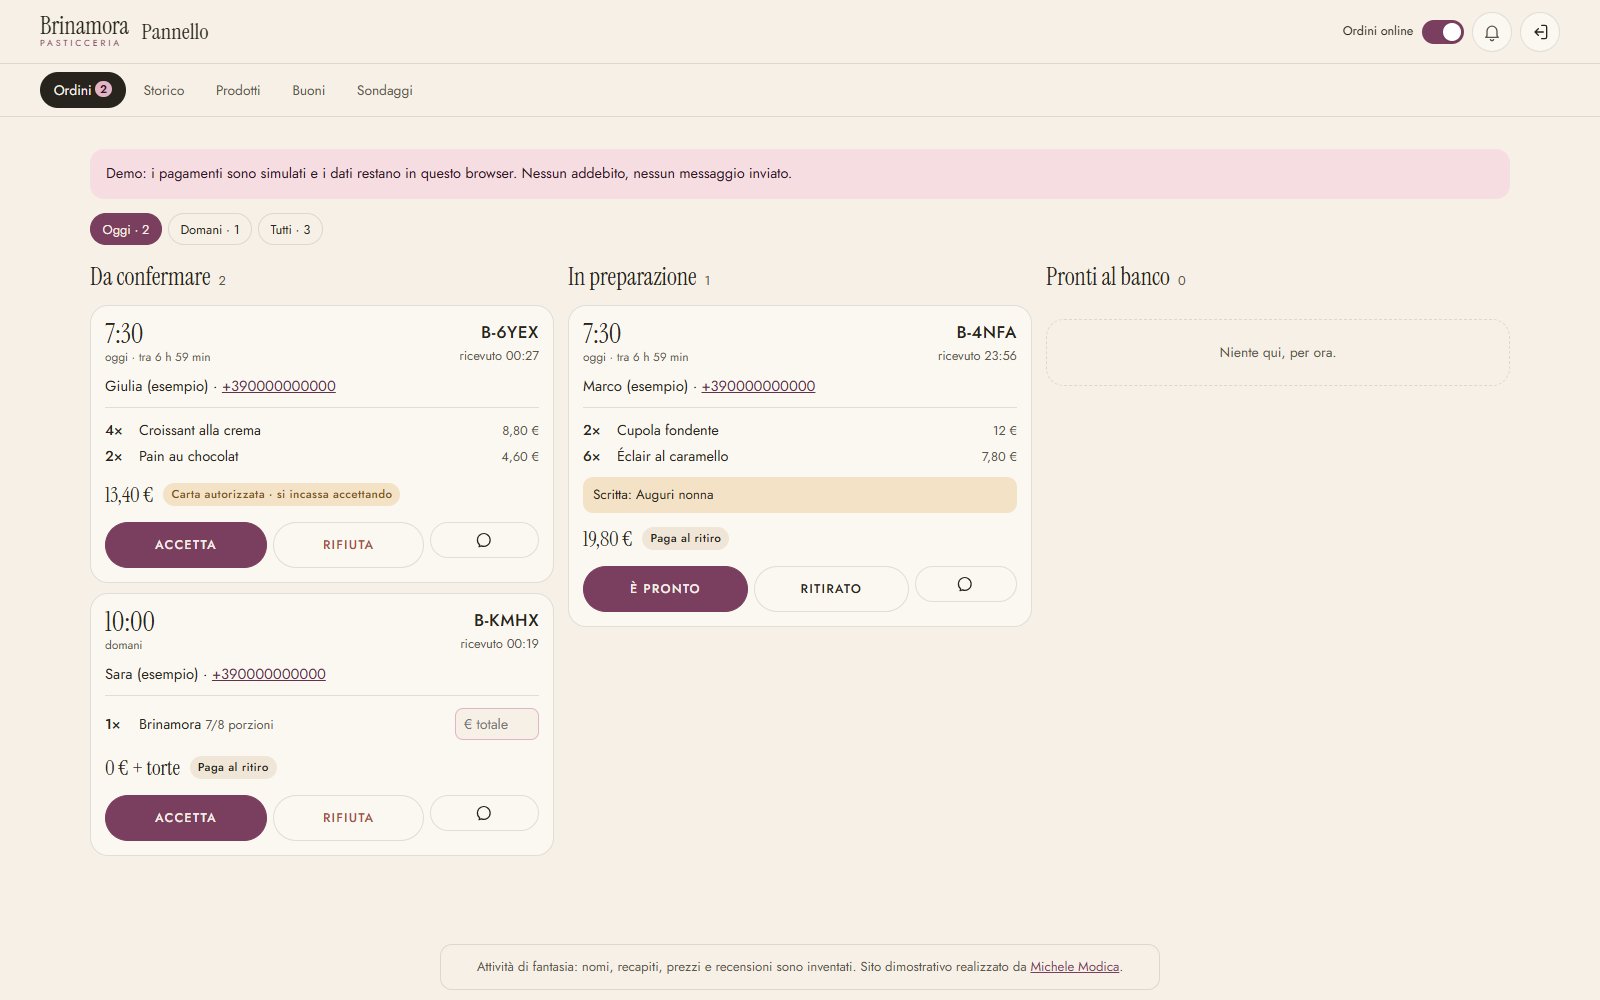 Brinamora
PASTICCERIA
Pannello
Ordini online
Ordini 2
Storico
Prodotti
Buoni
Sondaggi
Demo: i pagamenti sono simulati e i dati restano in questo browser. Nessun addebito, nessun messaggio inviato.
Oggi · 2
Domani · 1
Tutti · 3
Da confermare 2
7:30
B-6YEX
oggi · tra 6 h 59 min
ricevuto 00:27
Giulia (esempio) · +390000000000
4× Croissant alla crema 8,80 €
2× Pain au chocolat 4,60 €
13,40 € Carta autorizzata · si incassa accettando
ACCETTA
RIFIUTA
10:00
B-KMHX
domani
ricevuto 00:19
Sara (esempio) · +390000000000
1× Brinamora 7/8 porzioni € totale
0 € + torte Paga al ritiro
ACCETTA
RIFIUTA
In preparazione 1
7:30
B-4NFA
oggi · tra 6 h 59 min
ricevuto 23:56
Marco (esempio) · +390000000000
2× Cupola fondente 12 €
6× Éclair al caramello 7,80 €
Scritta: Auguri nonna
19,80 € Paga al ritiro
È PRONTO
RITIRATO
Pronti al banco 0
Niente qui, per ora.
Attività di fantasia: nomi, recapiti, prezzi e recensioni sono inventati. Sito dimostrativo realizzato da Michele Modica.